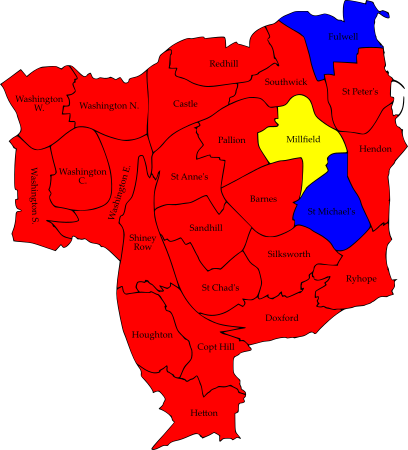 Fulwell
Redhill
Southwick
St Peter's
Washington
W.
Washington N.
Castle
Pallion
Millfield
Hendon
Washington
C.
Washington E.
St Anne's
Washington S.
Barnes
St Michaels
Sandhill
Shiney
Row
Silksworth
Ryhope
St Chad's
Doxford
Houghton
Copt Hill
Hetton